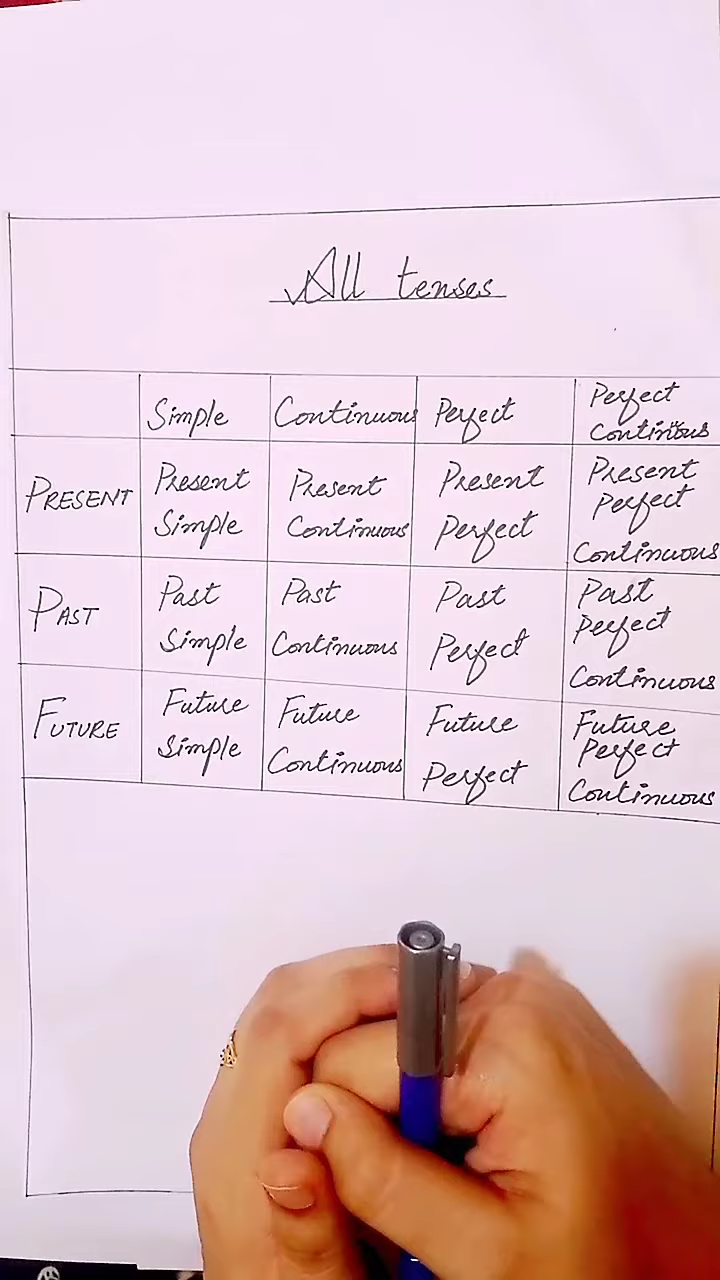 All tenses
Simple Continuous Perfect Perfect Continuous
PRESENT Present Simple Present Continuous Present Perfect Present Perfect Continuous
PAST Past Simple Past Continuous Past Perfect Past Perfect Continuous
FUTURE Future Simple Future Continuous Future Perfect Future Perfect Continuous